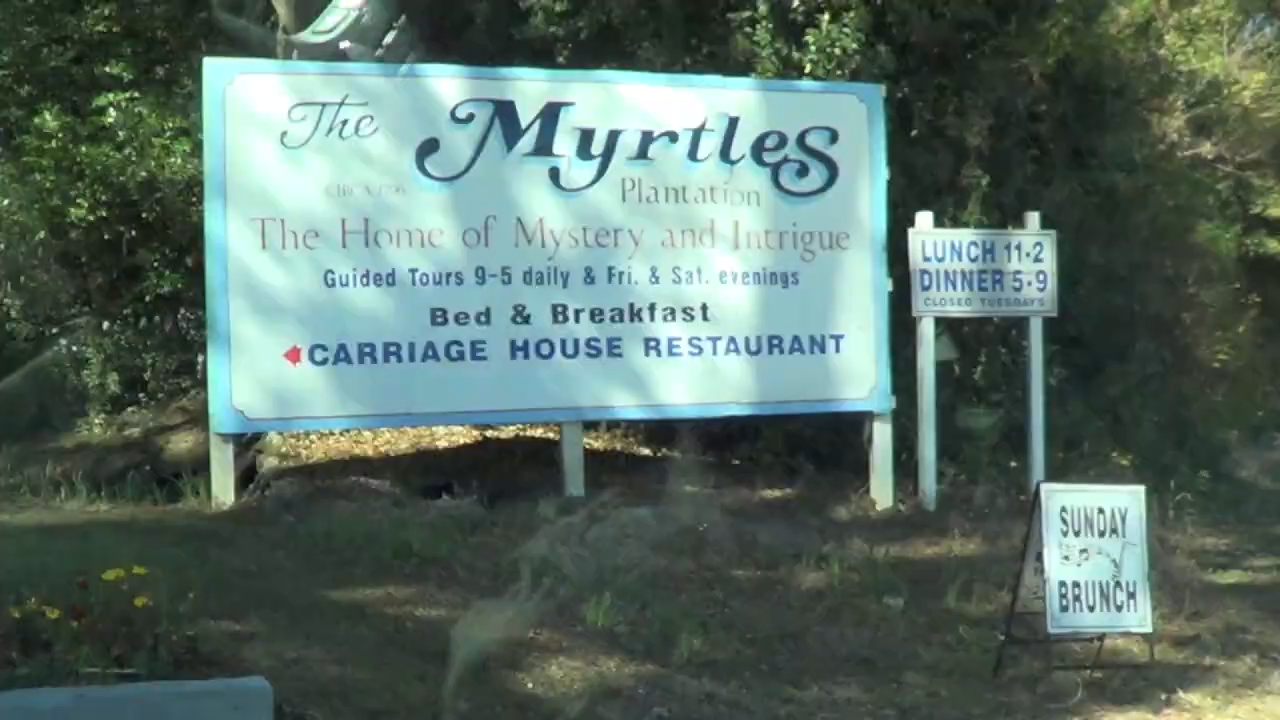 The Myrtles
Plantation
CIRCA 1796
The Home of Mystery and Intrigue
Guided Tours 9-5 daily & Fri. & Sat. evenings
Bed & Breakfast
CARRIAGE HOUSE RESTAURANT
LUNCH 11-2
DINNER 5-9
CLOSED TUESDAYS
SUNDAY
BRUNCH